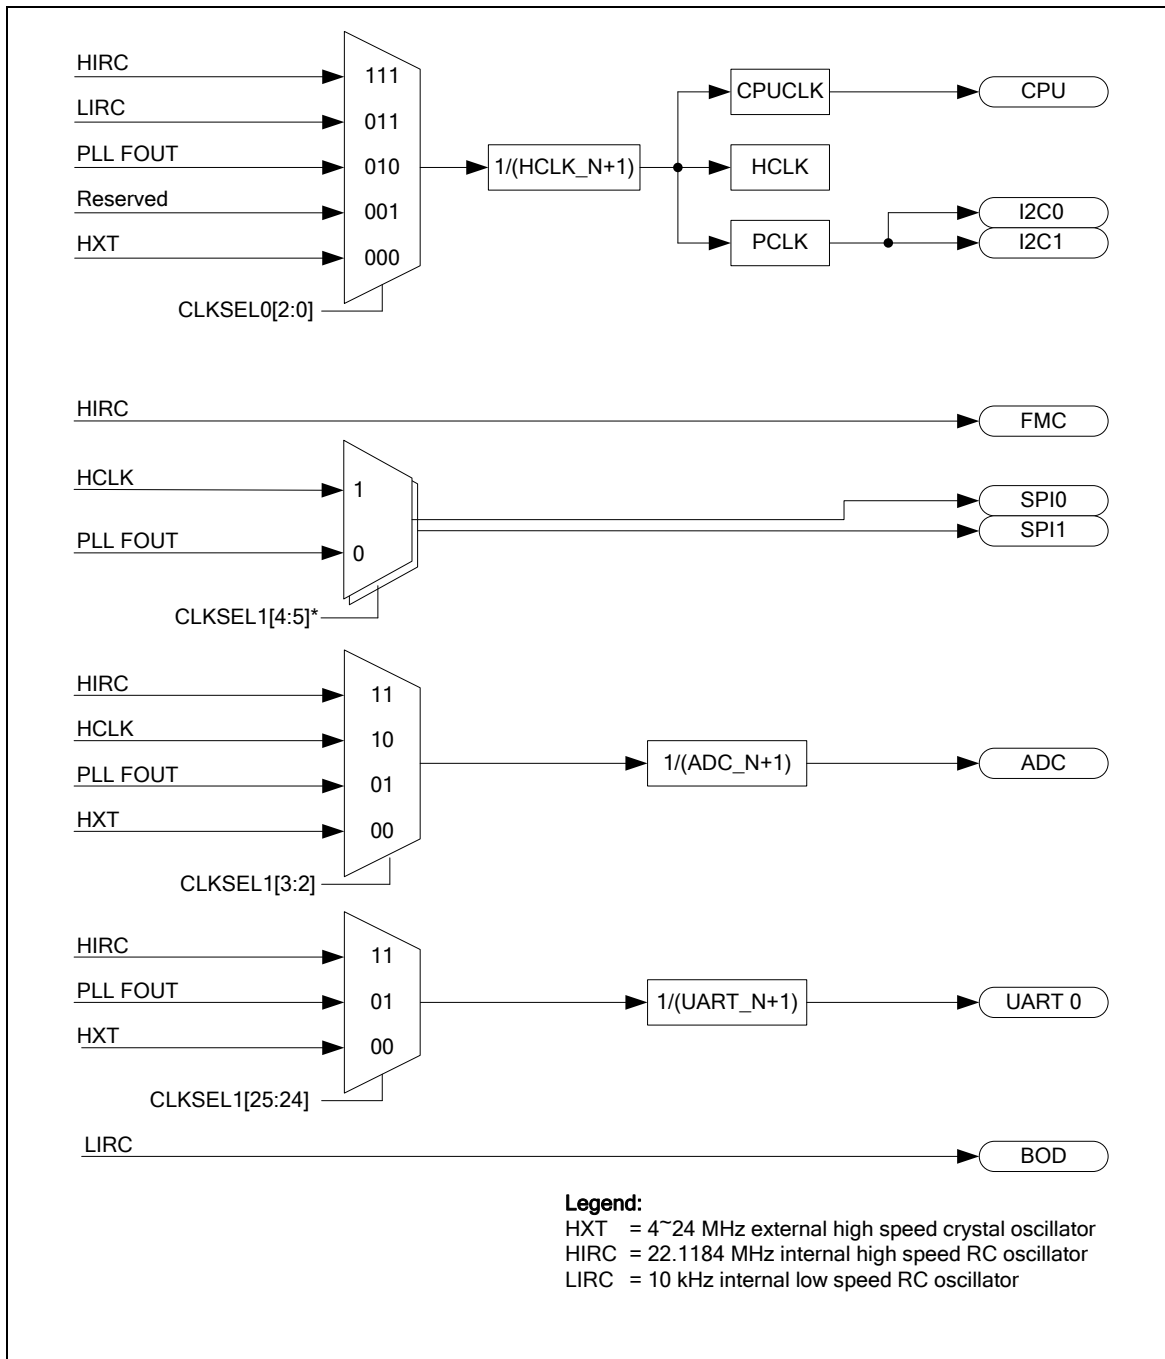 HIRC
111
LIRC
011
PLL FOUT
010
Reserved
001
HXT
000
CLKSEL0[2:0]
1/(HCLK_N+1)
CPUCLK
CPU
HCLK
PCLK
I2C0
I2C1
HIRC
FMC
HCLK
1
PLL FOUT
0
CLKSEL1[4:5]*
SPI0
SPI1
HIRC
11
HCLK
10
PLL FOUT
01
HXT
00
CLKSEL1[3:2]
1/(ADC_N+1)
ADC
HIRC
11
PLL FOUT
01
HXT
00
CLKSEL1[25:24]
1/(UART_N+1)
UART 0
LIRC
BOD
Legend:
HXT = 4~24 MHz external high speed crystal oscillator
HIRC = 22.1184 MHz internal high speed RC oscillator
LIRC = 10 kHz internal low speed RC oscillator